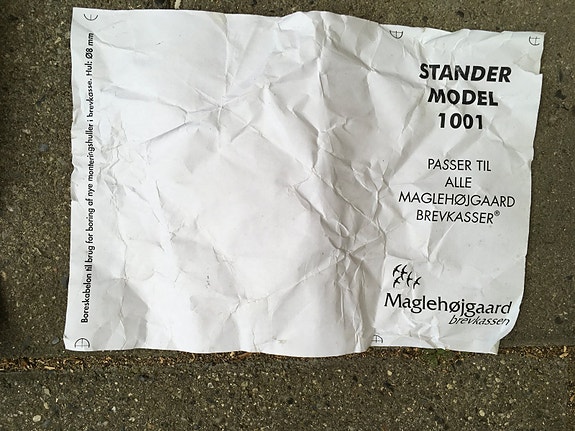 Boreskabelon til brug for boring af nye monteringshuller i brevkasse. Hul: Ø8 mm
STANDER
MODEL
1001
PASSER TIL
ALLE
MAGLEHØJGAARD
BREVKASSER®
Maglehøjgaard
brevkassen